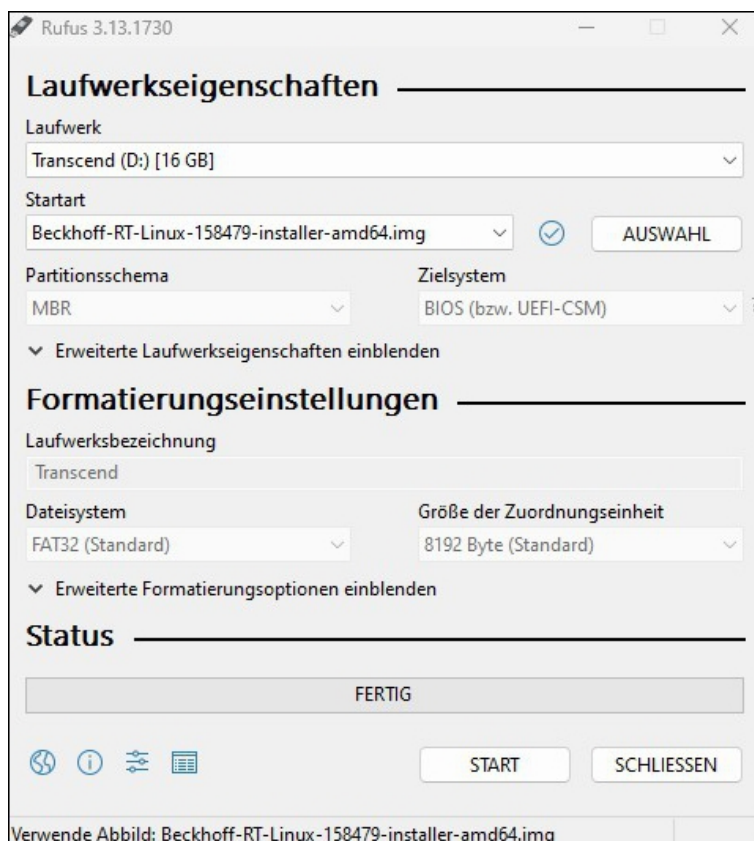 Rufus 3.13.1730
Laufwerkseigenschaften
Laufwerk
Transcend (D:) [16 GB]
Startart
Beckhoff-RT-Linux-158479-installer-amd64.img
AUSWAHL
Partitionsschema
Zielsystem
MBR
BIOS (bzw. UEFI-CSM)
Erweiterte Laufwerkseigenschaften einblenden
Formatierungseinstellungen
Laufwerksbezeichnung
Transcend
Dateisystem
Größe der Zuordnungseinheit
FAT32 (Standard)
8192 Byte (Standard)
Erweiterte Formatierungsoptionen einblenden
Status
FERTIG
START
SCHLIESSEN
Verwende Abbild: Beckhoff-RT-Linux-158479-installer-amd64.img